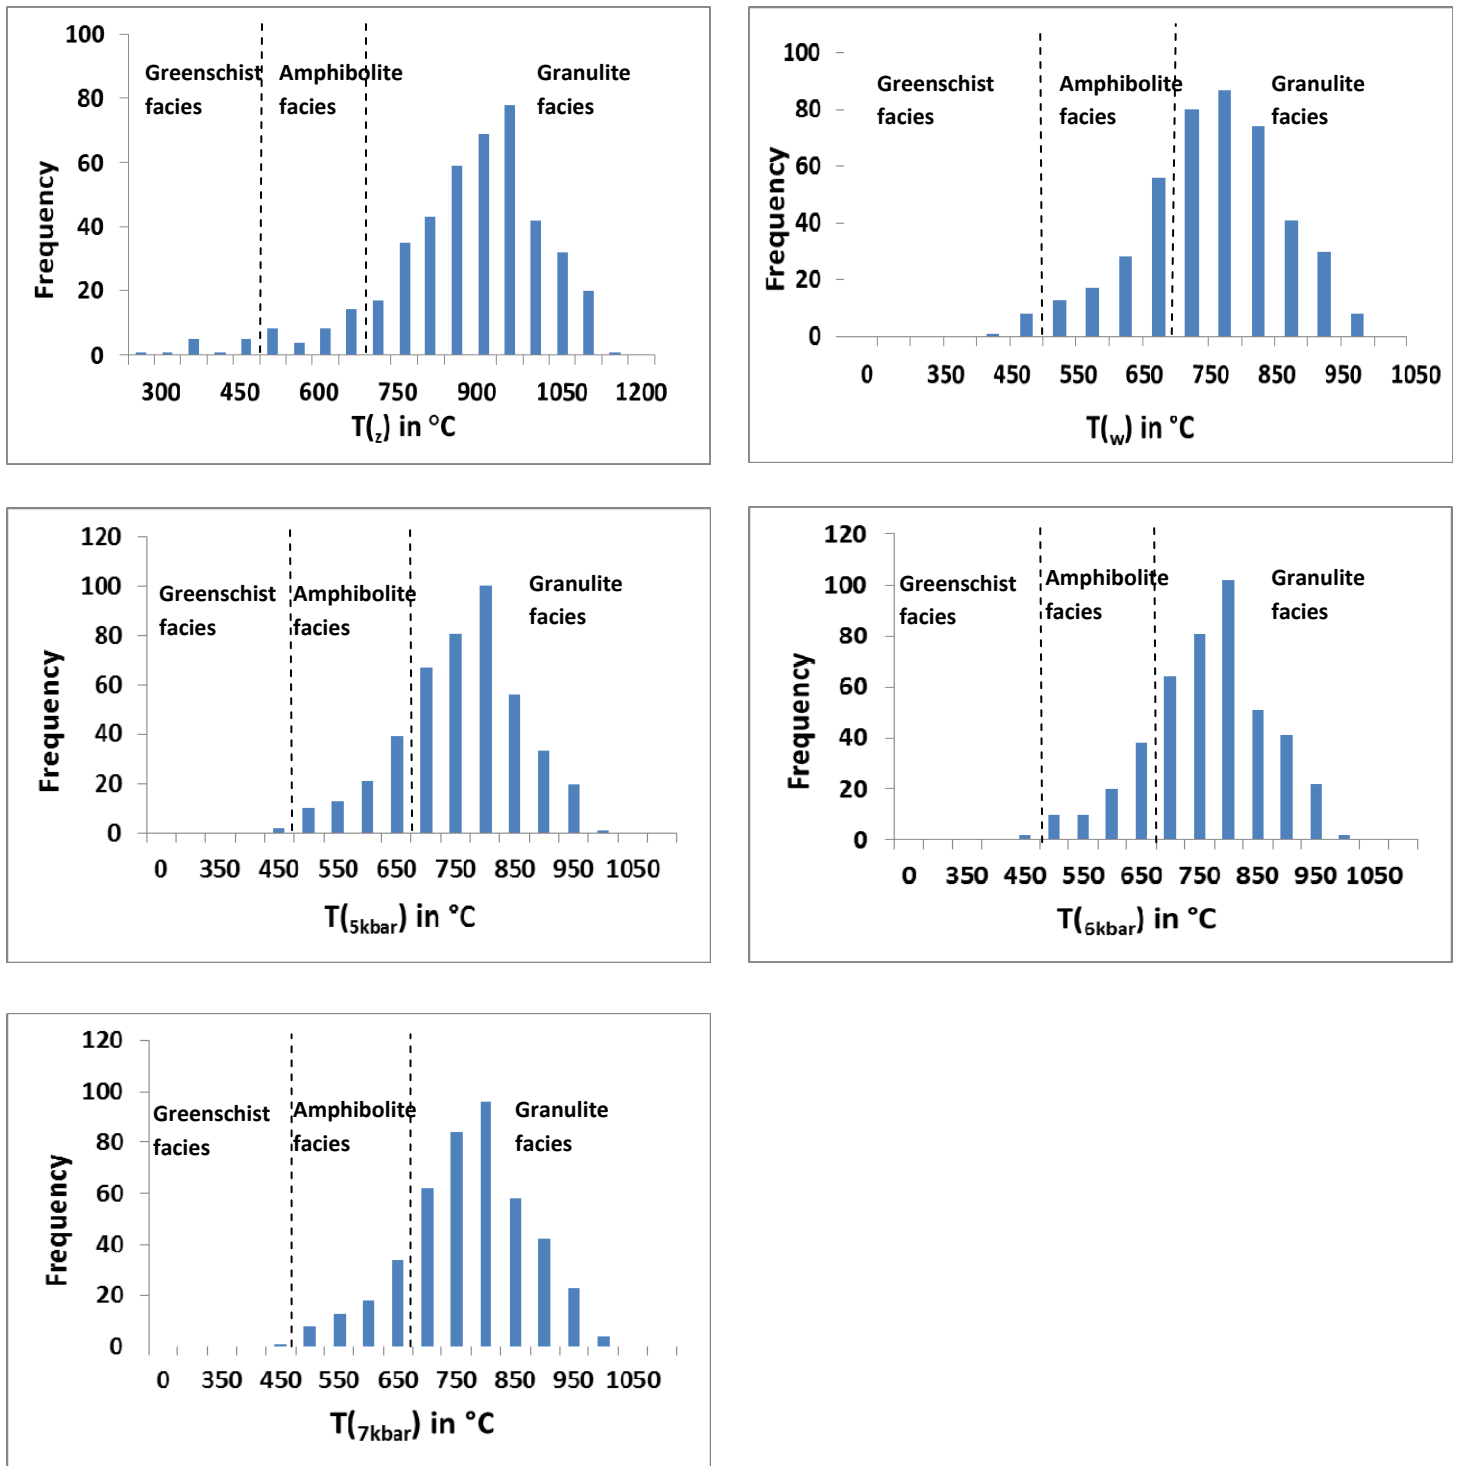 100
80
60
40
20
0
Frequency
Greenschist facies
Amphibolite facies
Granulite facies
300 450 600 750 900 1050 1200
T(z) in °C
100
80
60
40
20
0
Frequency
Greenschist facies
Amphibolite facies
Granulite facies
0 350 450 550 650 750 850 950 1050
T(w) in °C
120
100
80
60
40
20
0
Frequency
Greenschist facies
Amphibolite facies
Granulite facies
0 350 450 550 650 750 850 950 1050
T(5kbar) in °C
120
100
80
60
40
20
0
Frequency
Greenschist facies
Amphibolite facies
Granulite facies
0 350 450 550 650 750 850 950 1050
T(6kbar) in °C
120
100
80
60
40
20
0
Frequency
Greenschist facies
Amphibolite facies
Granulite facies
0 350 450 550 650 750 850 950 1050
T(7kbar) in °C